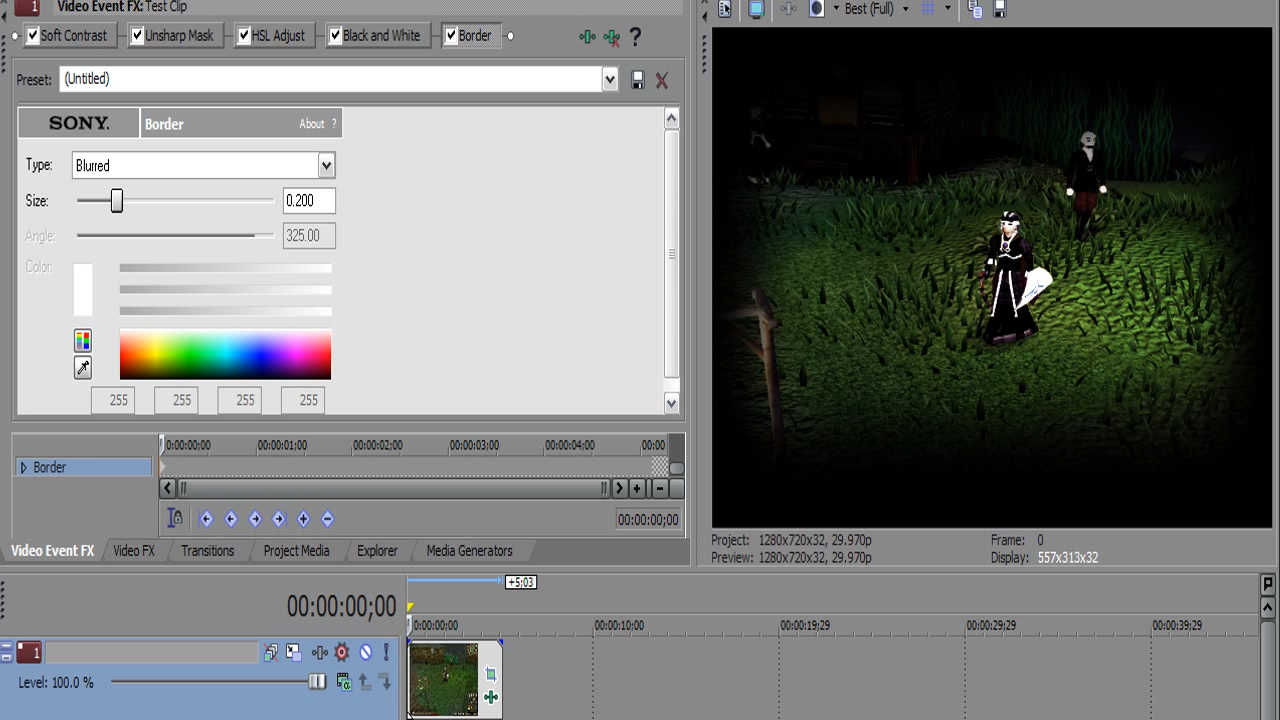 1 Video Event FX: Test Clip
Best (Full)
Soft Contrast Unsharp Mask HSL Adjust Black and White Border ?
Preset: (Untitled)
SONY. Border About ?
Type: Blurred
Size: 0.200
Angle: 325.00
Color:
255 255 255 255
0:00:00;00 00:00:01;00 00:00:02;00 00:00:03;00 00:00:04;00 00:00
Border
00:00:00;00
Project: 1280x720x32, 29.970p Frame: 0
Preview: 1280x720x32, 29.970p Display: 557x313x32
Video Event FX Video FX Transitions Project Media Explorer Media Generators
+5;03
00:00:00;00
0:00:00;00 00:00:10;00 00:00:19;29 00:00:29;29 00:00:39;29
1
Level: 100.0 %